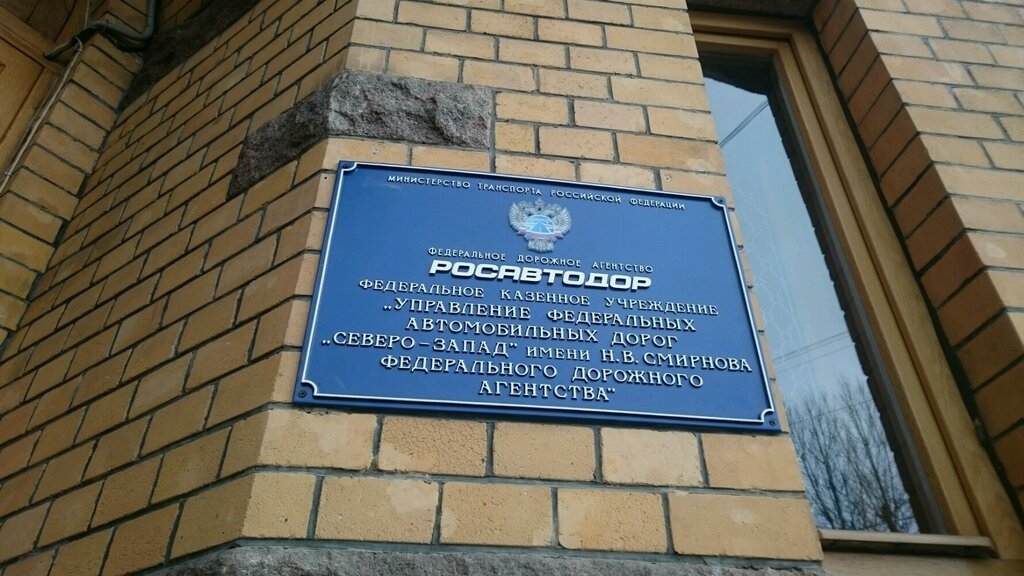 МИНИСТЕРСТВО ТРАНСПОРТА РОССИЙСКОЙ ФЕДЕРАЦИИ
ФЕДЕРАЛЬНОЕ ДОРОЖНОЕ АГЕНТСТВО
РОСАВТОДОР
ФЕДЕРАЛЬНОЕ КАЗЕННОЕ УЧРЕЖДЕНИЕ
„УПРАВЛЕНИЕ ФЕДЕРАЛЬНЫХ
АВТОМОБИЛЬНЫХ ДОРОГ
„СЕВЕРО-ЗАПАД" ИМЕНИ Н.В.СМИРНОВА
ФЕДЕРАЛЬНОГО ДОРОЖНОГО
АГЕНТСТВА"